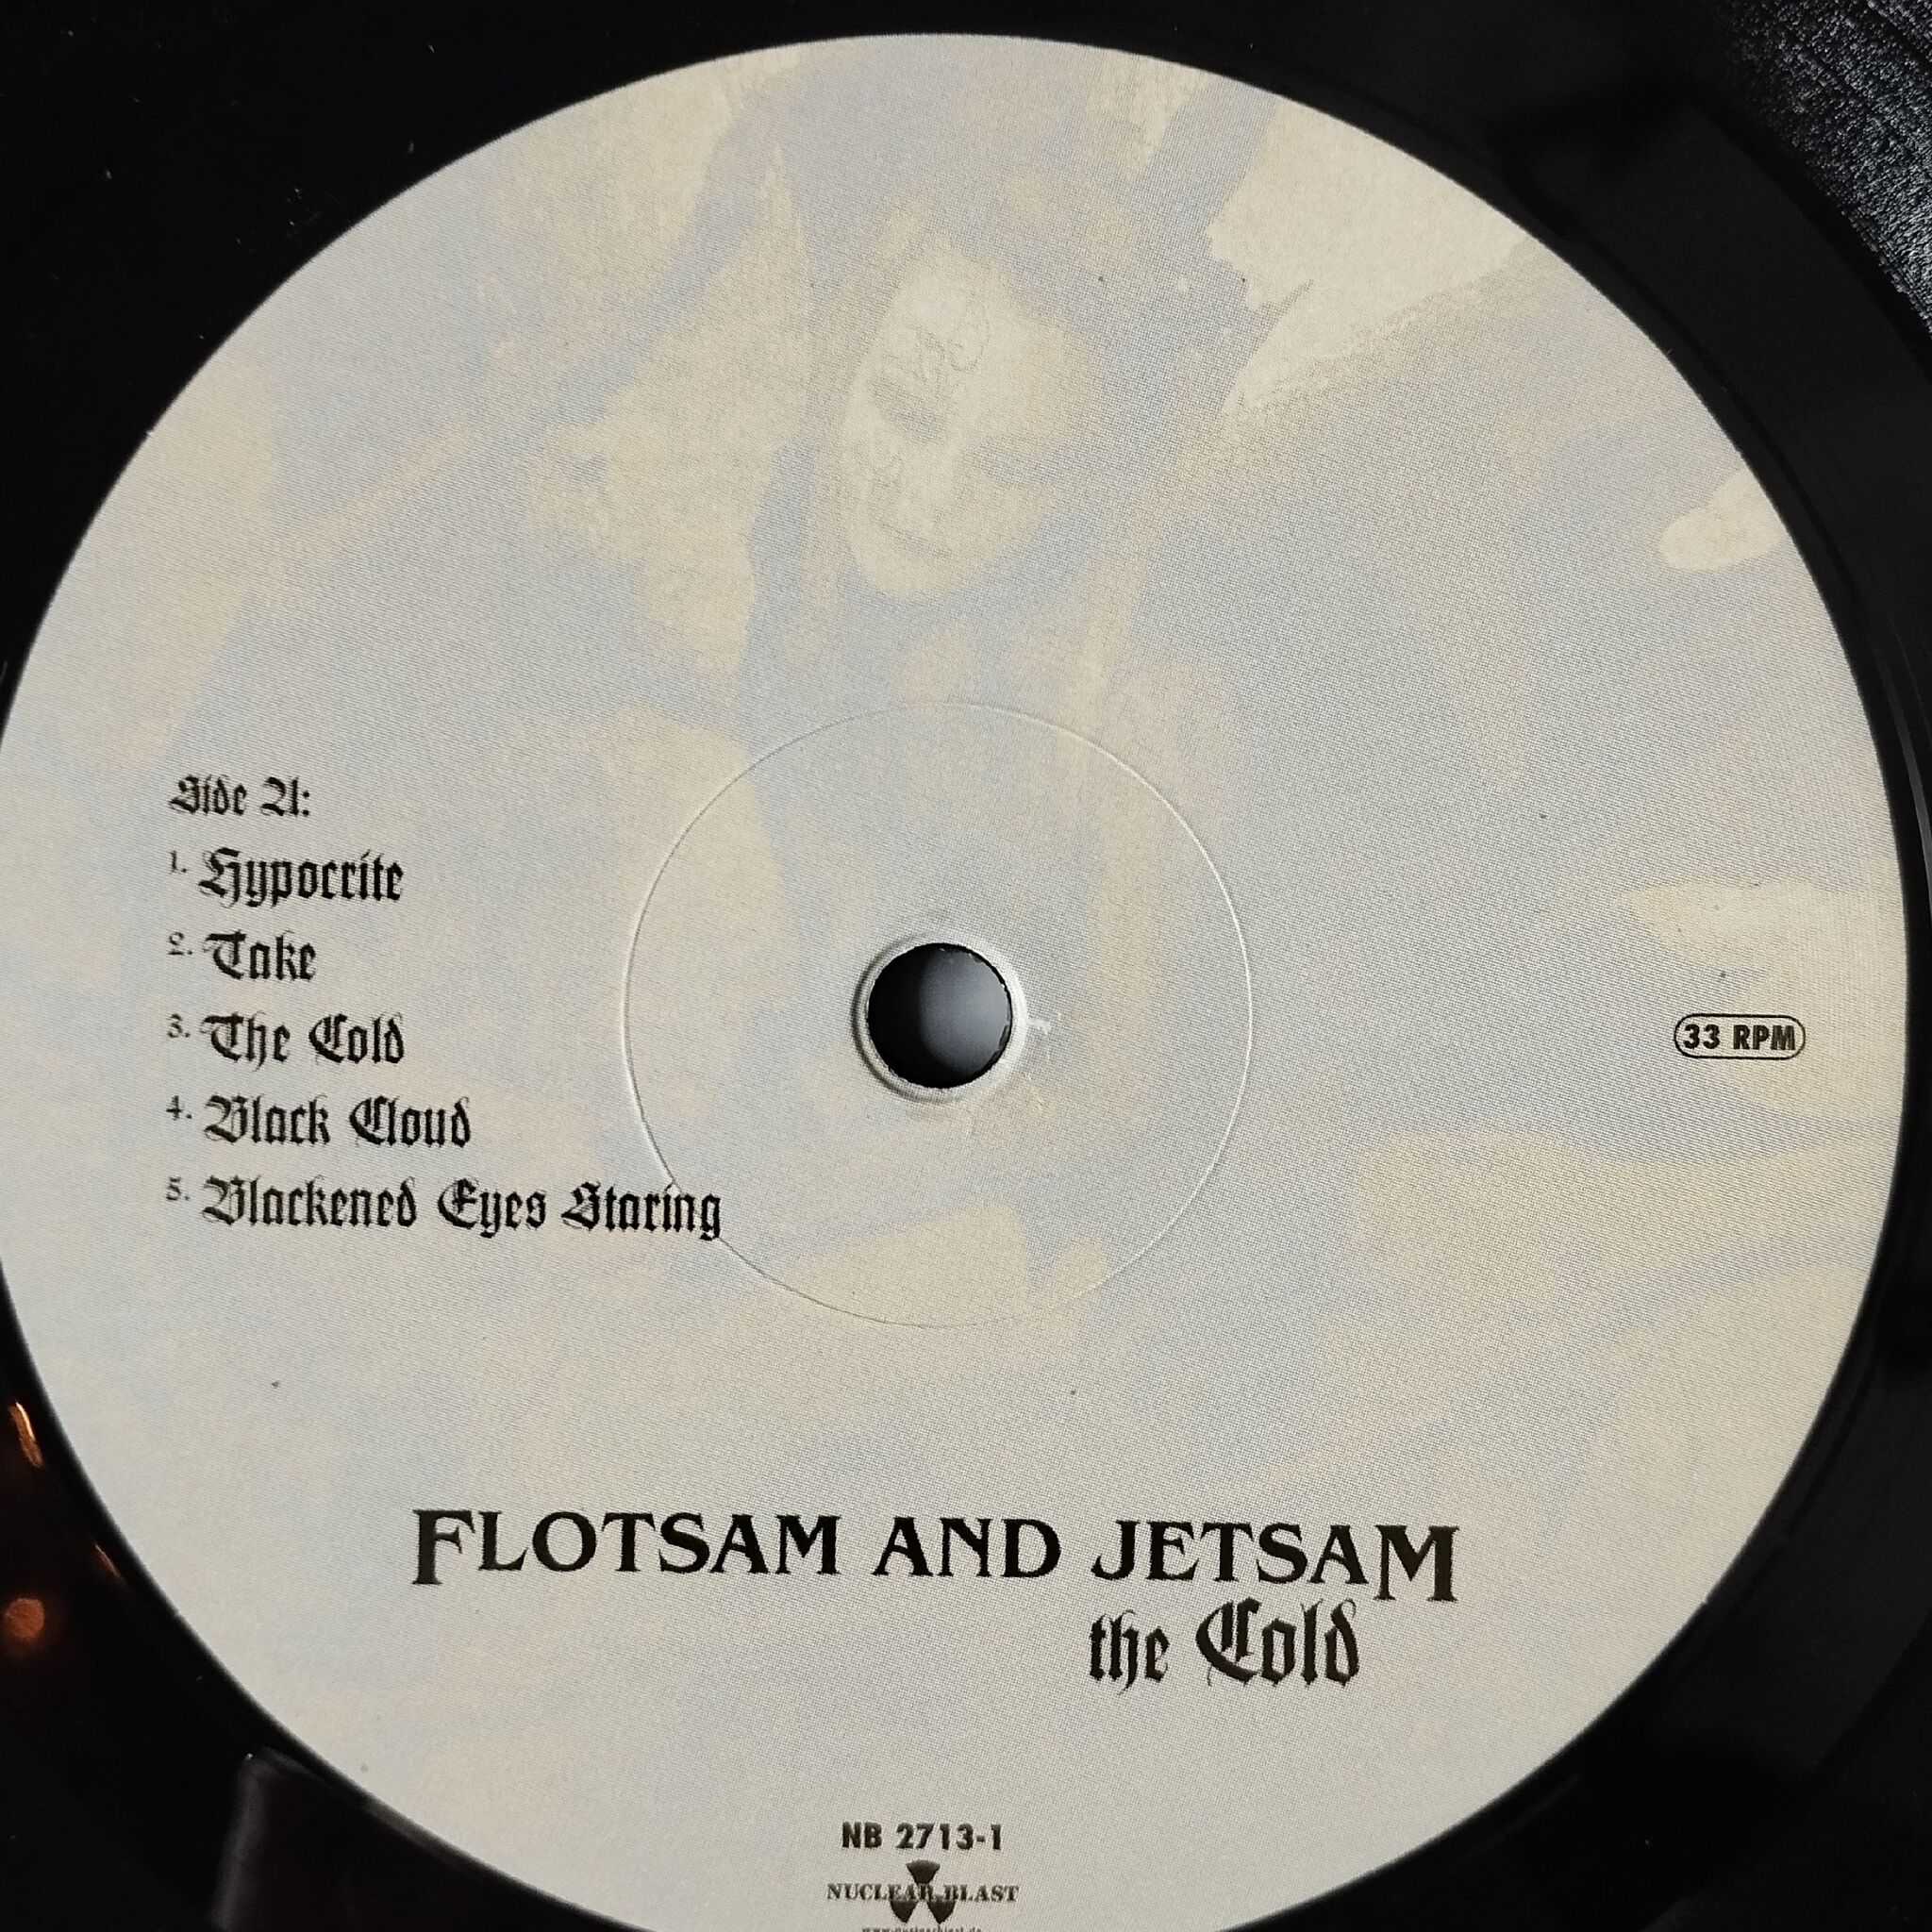 Side A:
1. Hypocrite
2. Take
3. The Cold
4. Black Cloud
5. Blackened Eyes Staring
33 RPM
FLOTSAM AND JETSAM
the Cold
NB 2713-1
NUCLEAR BLAST